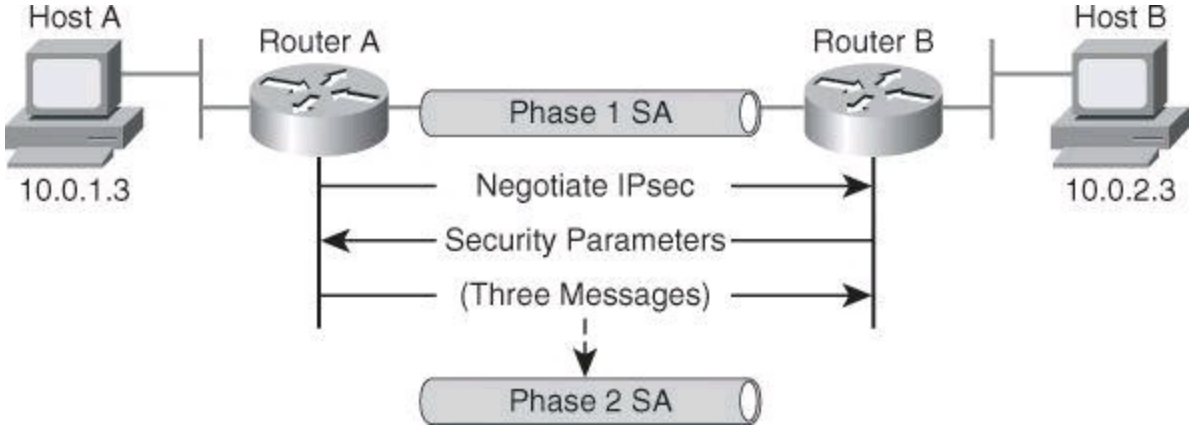 Host A
Host B
Router A
Router B
Phase 1 SA
Negotiate IPsec
10.0.1.3
10.0.2.3
Security Parameters
(Three Messages)
Phase 2 SA